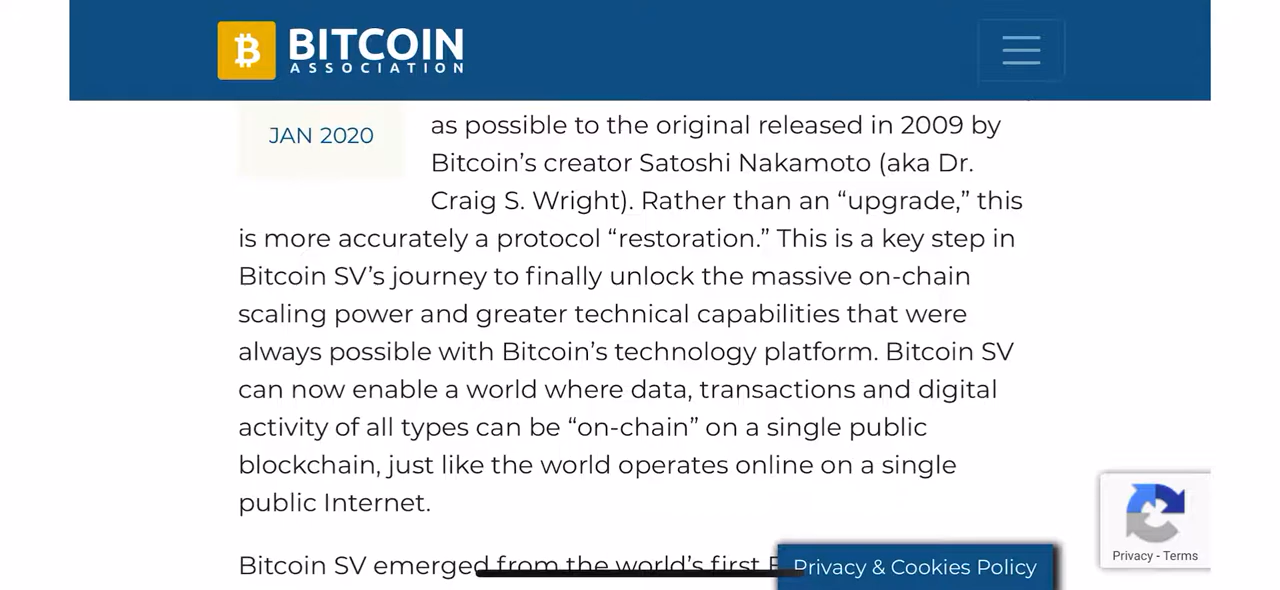 BITCOIN
ASSOCIATION
JAN 2020
as possible to the original released in 2009 by
Bitcoin’s creator Satoshi Nakamoto (aka Dr.
Craig S. Wright). Rather than an “upgrade,” this
is more accurately a protocol “restoration.” This is a key step in
Bitcoin SV’s journey to finally unlock the massive on-chain
scaling power and greater technical capabilities that were
always possible with Bitcoin’s technology platform. Bitcoin SV
can now enable a world where data, transactions and digital
activity of all types can be “on-chain” on a single public
blockchain, just like the world operates online on a single
public Internet.
Bitcoin SV emerged from the world’s first
Privacy & Cookies Policy
Privacy - Terms